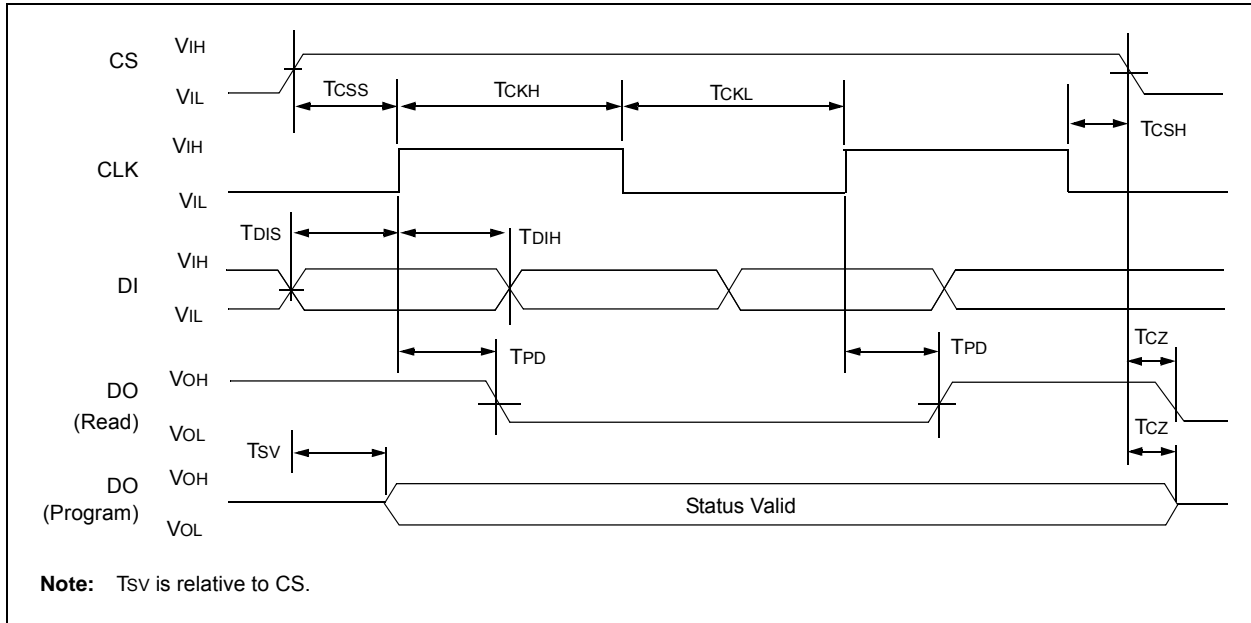 CS
VIH
VIL
TCSS
TCKH
TCKL
TCSH
CLK
VIH
VIL
TDIS
TDIH
DI
VIH
VIL
TPD
TPD
TCZ
DO
(Read)
VOH
VOL
TCZ
TSV
DO
(Program)
VOH
VOL
Status Valid
Note: TSV is relative to CS.